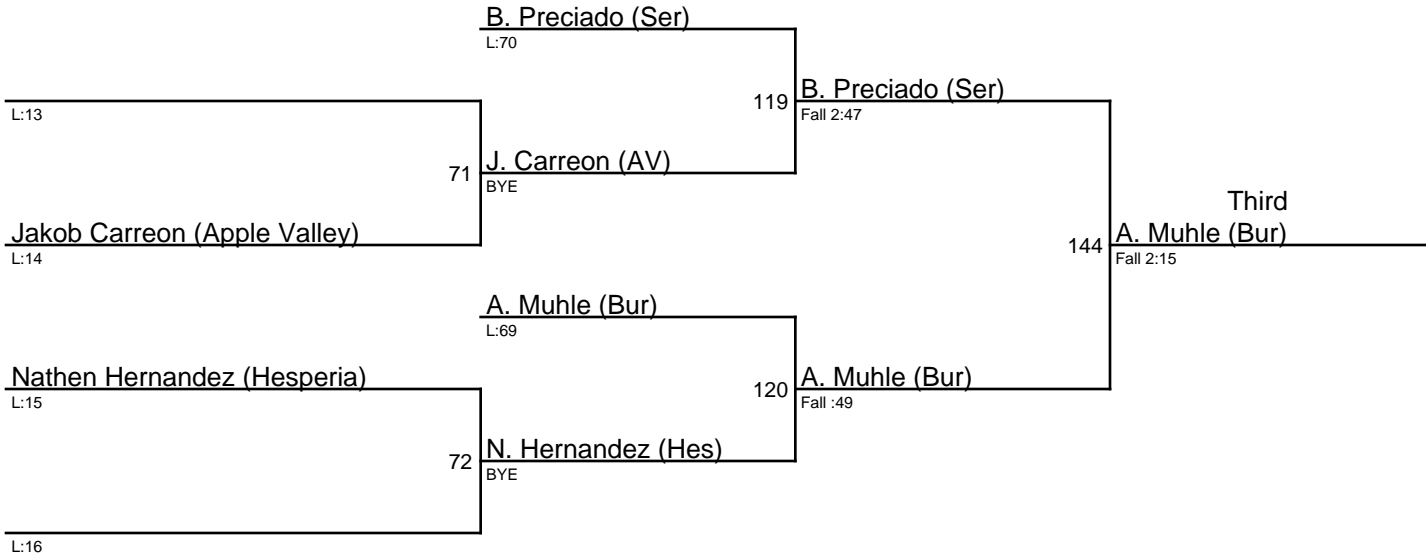 B. Preciado (Ser)
L:70
L:13
119
B. Preciado (Ser)
Fall 2:47
71
J. Carreon (AV)
BYE
Jakob Carreon (Apple Valley)
L:14
Third
144
A. Muhle (Bur)
Fall 2:15
A. Muhle (Bur)
L:69
Nathen Hernandez (Hesperia)
L:15
120
A. Muhle (Bur)
Fall :49
72
N. Hernandez (Hes)
BYE
L:16